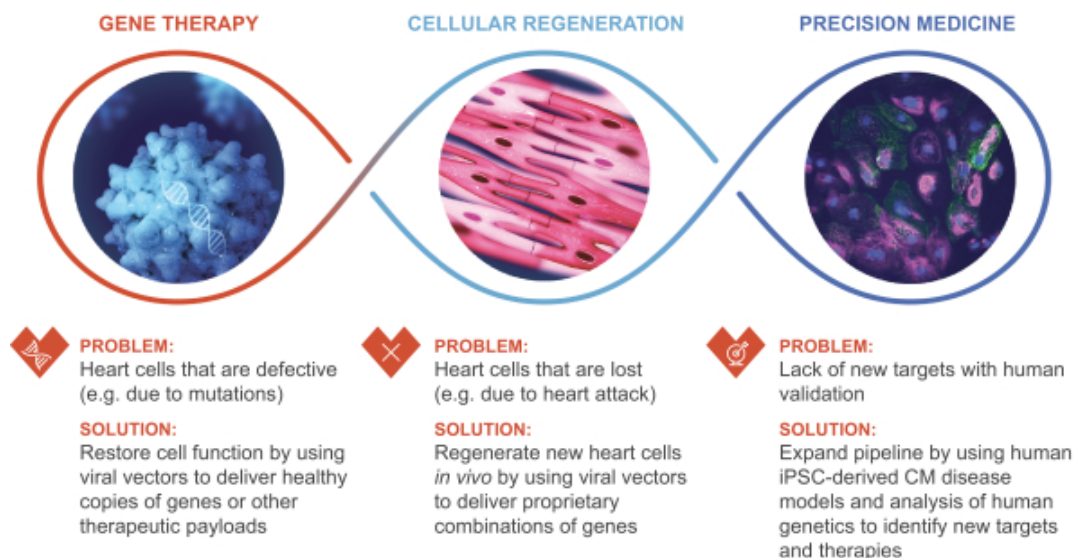 GENE THERAPY
CELLULAR REGENERATION
PRECISION MEDICINE
PROBLEM:
Heart cells that are defective
(e.g. due to mutations)
SOLUTION:
Restore cell function by using
viral vectors to deliver healthy
copies of genes or other
therapeutic payloads
PROBLEM:
Heart cells that are lost
(e.g. due to heart attack)
SOLUTION:
Regenerate new heart cells
in vivo by using viral vectors
to deliver proprietary
combinations of genes
PROBLEM:
Lack of new targets with human
validation
SOLUTION:
Expand pipeline by using human
iPSC-derived CM disease
models and analysis of human
genetics to identify new targets
and therapies